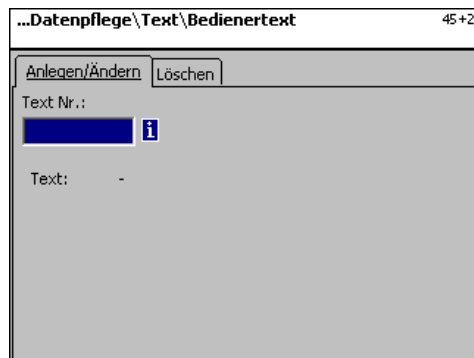 ...Datenpflege\Text\Bedienertext 45+2
Anlegen/Ändern Löschen
Text Nr.:
i
Text: -